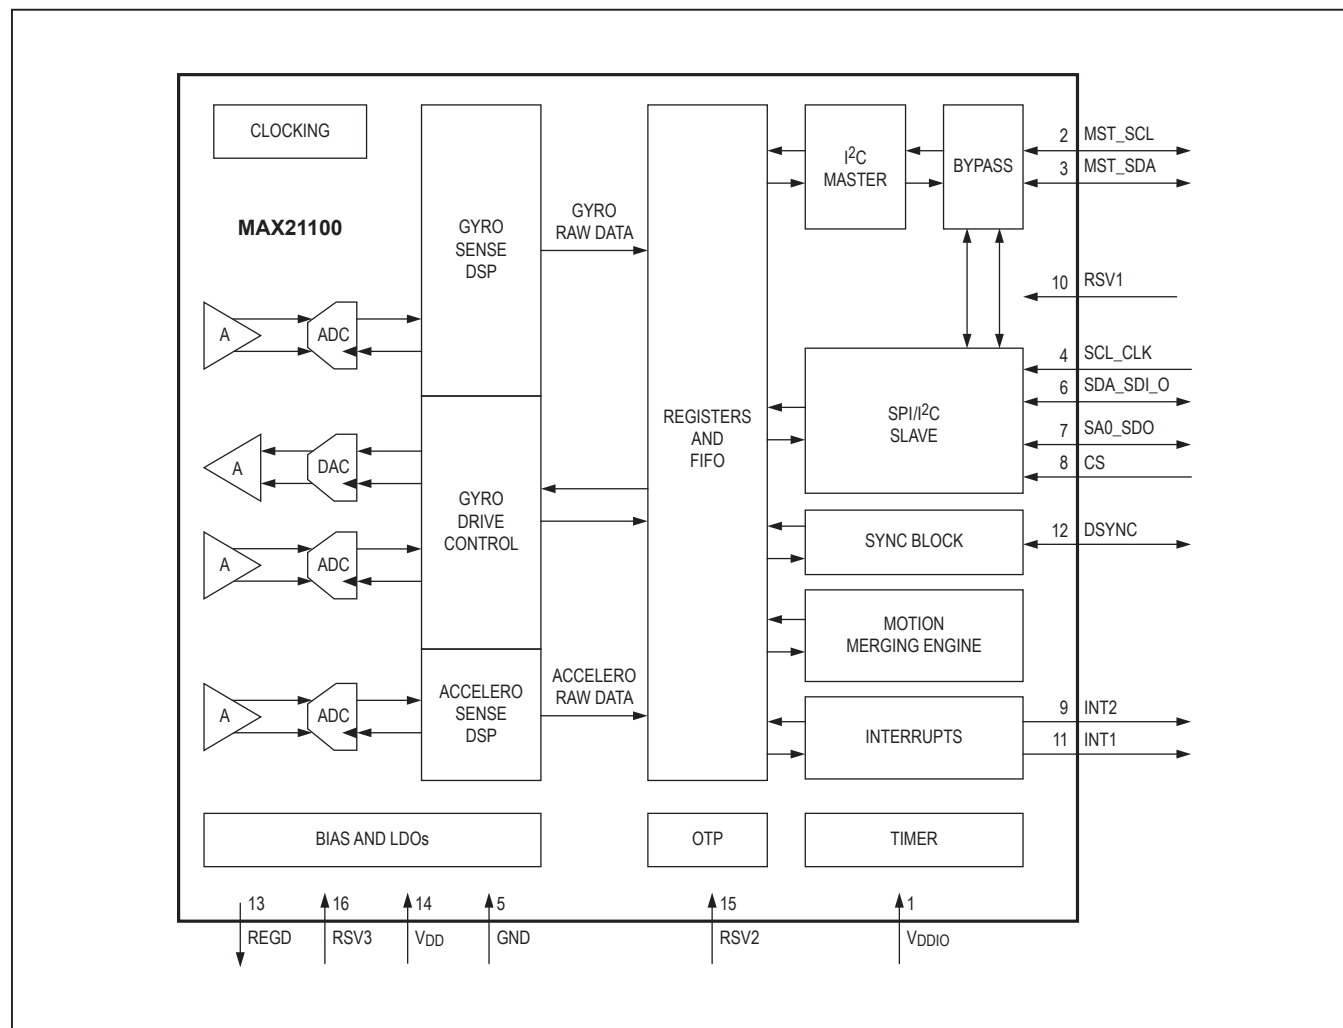 CLOCKING
MAX21100
A
ADC
A
DAC
A
ADC
A
ADC
GYRO
SENSE
DSP
GYRO
DRIVE
CONTROL
ACCELERO
SENSE
DSP
GYRO
RAW DATA
ACCELERO
RAW DATA
REGISTERS
AND
FIFO
I²C
MASTER
BYPASS
SPI/I²C
SLAVE
SYNC BLOCK
MOTION
MERGING ENGINE
INTERRUPTS
2 MST_SCL
3 MST_SDA
10 RSV1
4 SCL_CLK
6 SDA_SDI_O
7 SA0_SDO
8 CS
12 DSYNC
9 INT2
11 INT1
BIAS AND LDOs
OTP
TIMER
13
REGD
16
RSV3
14
VDD
5
GND
15
RSV2
1
VDDIO